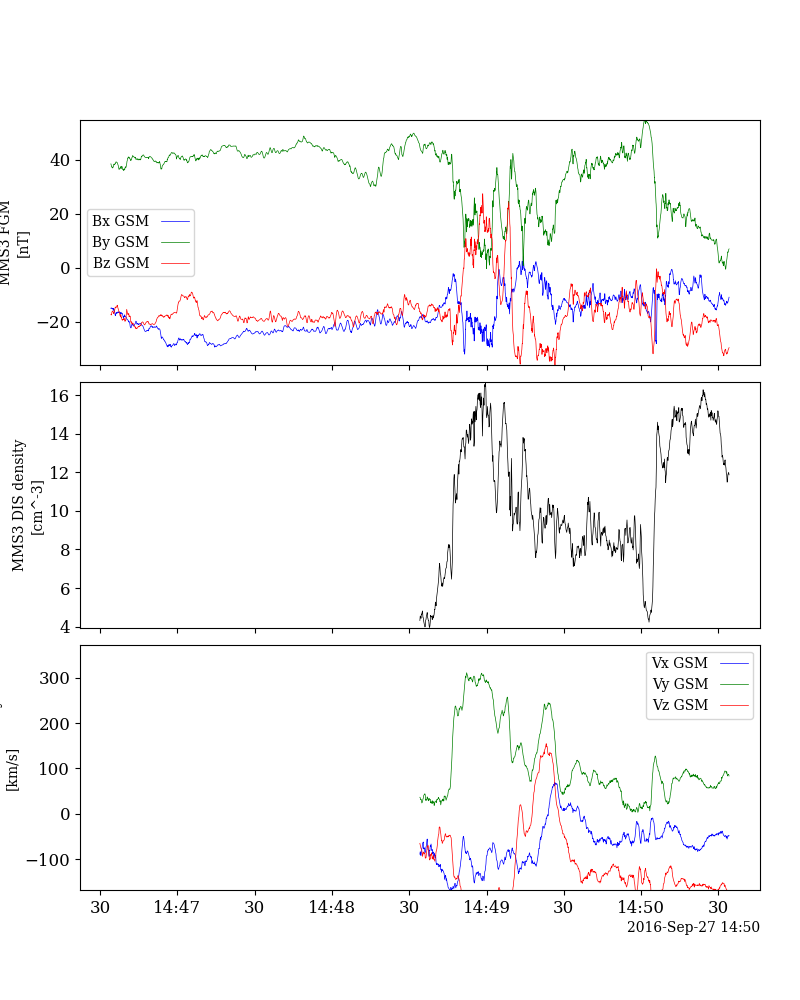 MMS3 FGM
[nT]
40
20
0
−20
Bx GSM
By GSM
Bz GSM
MMS3 DIS density
[cm^-3]
16
14
12
10
8
6
4
[km/s]
300
200
100
0
−100
Vx GSM
Vy GSM
Vz GSM
30 14:47 30 14:48 30 14:49 30 14:50 30
2016-Sep-27 14:50